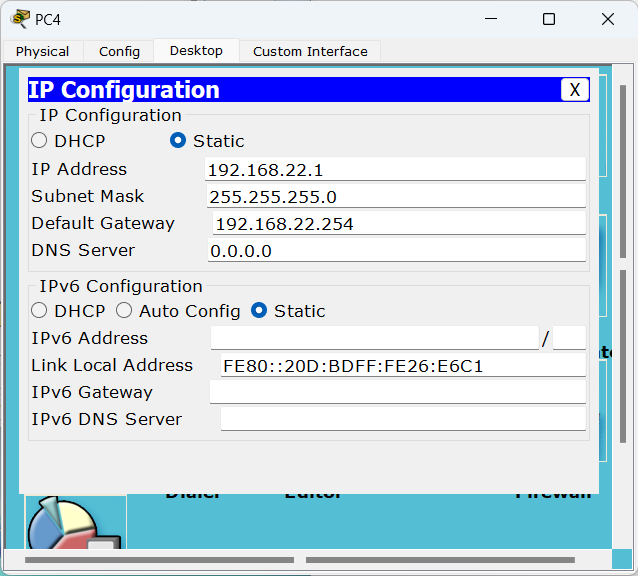 PC4
Physical Config Desktop Custom Interface
IP Configuration X
IP Configuration
DHCP Static
IP Address 192.168.22.1
Subnet Mask 255.255.255.0
Default Gateway 192.168.22.254
DNS Server 0.0.0.0
IPv6 Configuration
DHCP Auto Config Static
IPv6 Address /
Link Local Address FE80::20D:BDFF:FE26:E6C1
IPv6 Gateway
IPv6 DNS Server
Dialer Editor Firewall